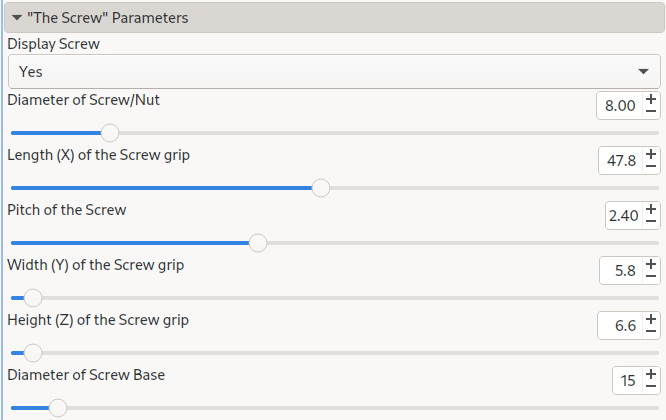 "The Screw" Parameters
Display Screw
Yes
Diameter of Screw/Nut
8.00
Length (X) of the Screw grip
47.8
Pitch of the Screw
2.40
Width (Y) of the Screw grip
5.8
Height (Z) of the Screw grip
6.6
Diameter of Screw Base
15